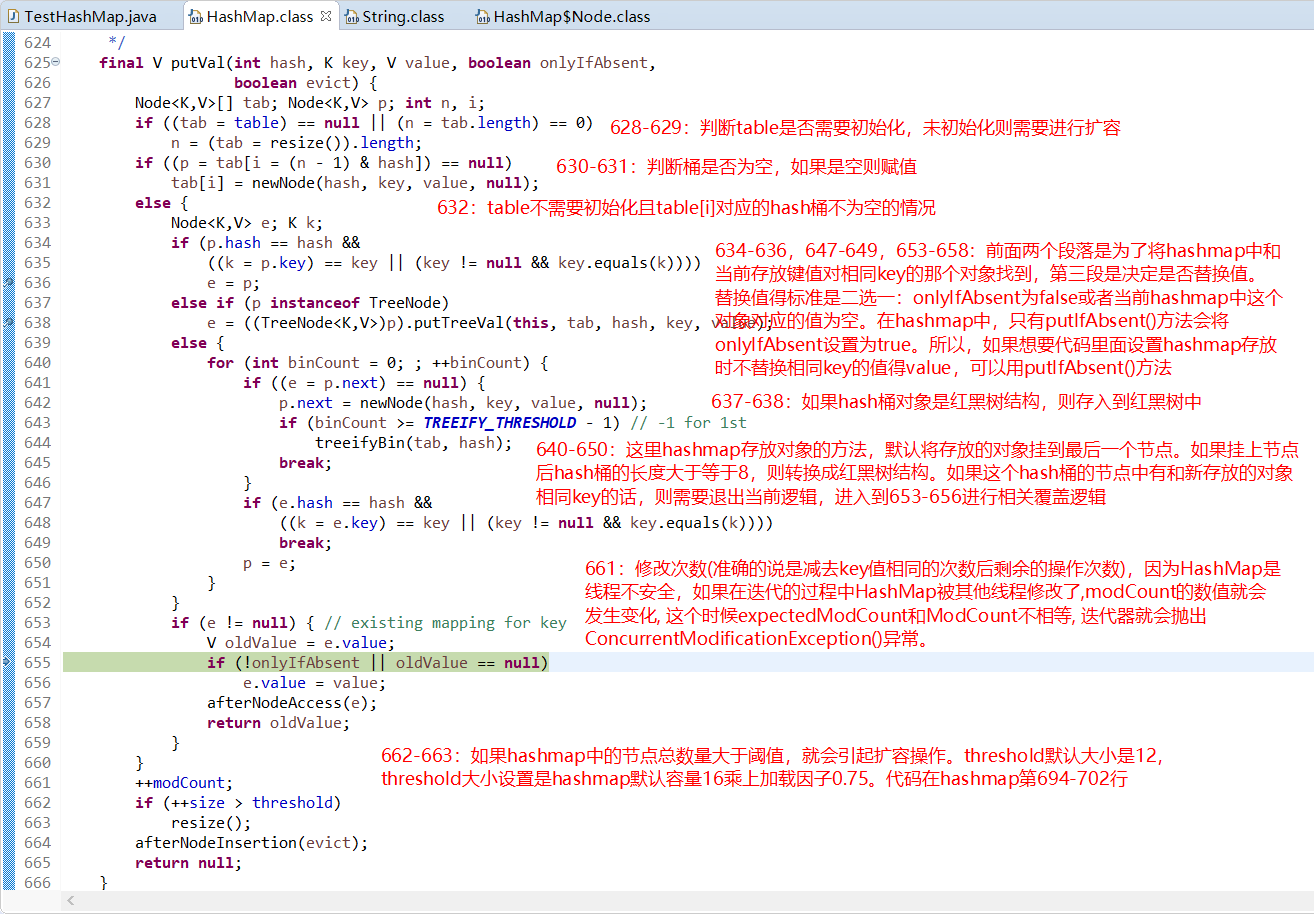 TestHashMap.java HashMap.class String.class HashMap$Node.class
624 */
625 final V putVal(int hash, K key, V value, boolean onlyIfAbsent,
626 boolean evict) {
627 Node<K,V>[] tab; Node<K,V> p; int n, i;
628 if ((tab = table) == null || (n = tab.length) == 0)
628-629：判断table是否需要初始化，未初始化则需要进行扩容
629 n = (tab = resize()).length;
630 if ((p = tab[i = (n - 1) & hash]) == null)
630-631：判断桶是否为空，如果是空则赋值
631 tab[i] = newNode(hash, key, value, null);
632 else {
632：table不需要初始化且table[i]对应的hash桶不为空的情况
633 Node<K,V> e; K k;
634 if (p.hash == hash &&
635 ((k = p.key) == key || (key != null && key.equals(k))))
636 e = p;
637 else if (p instanceof TreeNode)
638 e = ((TreeNode<K,V>)p).putTreeVal(this, tab, hash, key, value);
634-636，647-649，653-658：前面两个段落是为了将hashmap中和
当前存放键值对相同key的那个对象找到，第三段是决定是否替换值。
替换值得标准是二选一：onlyIfAbsent为false或者当前hashmap中这个
对象对应的值为空。在hashmap中，只有putIfAbsent()方法会将
onlyIfAbsent设置为true。所以，如果想要代码里面设置hashmap存放
时不替换相同key的值得value，可以用putIfAbsent()方法
639 else {
640 for (int binCount = 0; ; ++binCount) {
641 if ((e = p.next) == null) {
642 p.next = newNode(hash, key, value, null);
637-638：如果hash桶对象是红黑树结构，则存入到红黑树中
643 if (binCount >= TREEIFY_THRESHOLD - 1) // -1 for 1st
644 treeifyBin(tab, hash);
645 break;
646 }
640-650：这里hashmap存放对象的方法，默认将存放的对象挂到最后一个节点。如果挂上节点
后hash桶的长度大于等于8，则转换成红黑树结构。如果这个hash桶的节点中有和新存放的对象
相同key的话，则需要退出当前逻辑，进入到653-656进行相关覆盖逻辑
647 if (e.hash == hash &&
648 ((k = e.key) == key || (key != null && key.equals(k))))
649 break;
650 p = e;
651 }
652 }
661：修改次数(准确的说是减去key值相同的次数后剩余的操作次数)，因为HashMap是
线程不安全，如果在迭代的过程中HashMap被其他线程修改了,modCount的数值就会
发生变化, 这个时候expectedModCount和ModCount不相等, 迭代器就会抛出
ConcurrentModificationException()异常。
653 if (e != null) { // existing mapping for key
654 V oldValue = e.value;
655 if (!onlyIfAbsent || oldValue == null)
656 e.value = value;
657 afterNodeAccess(e);
658 return oldValue;
659 }
660 }
662-663：如果hashmap中的节点总数量大于阈值，就会引起扩容操作。threshold默认大小是12，
threshold大小设置是hashmap默认容量16乘上加载因子0.75。代码在hashmap第694-702行
661 ++modCount;
662 if (++size > threshold)
663 resize();
664 afterNodeInsertion(evict);
665 return null;
666 }